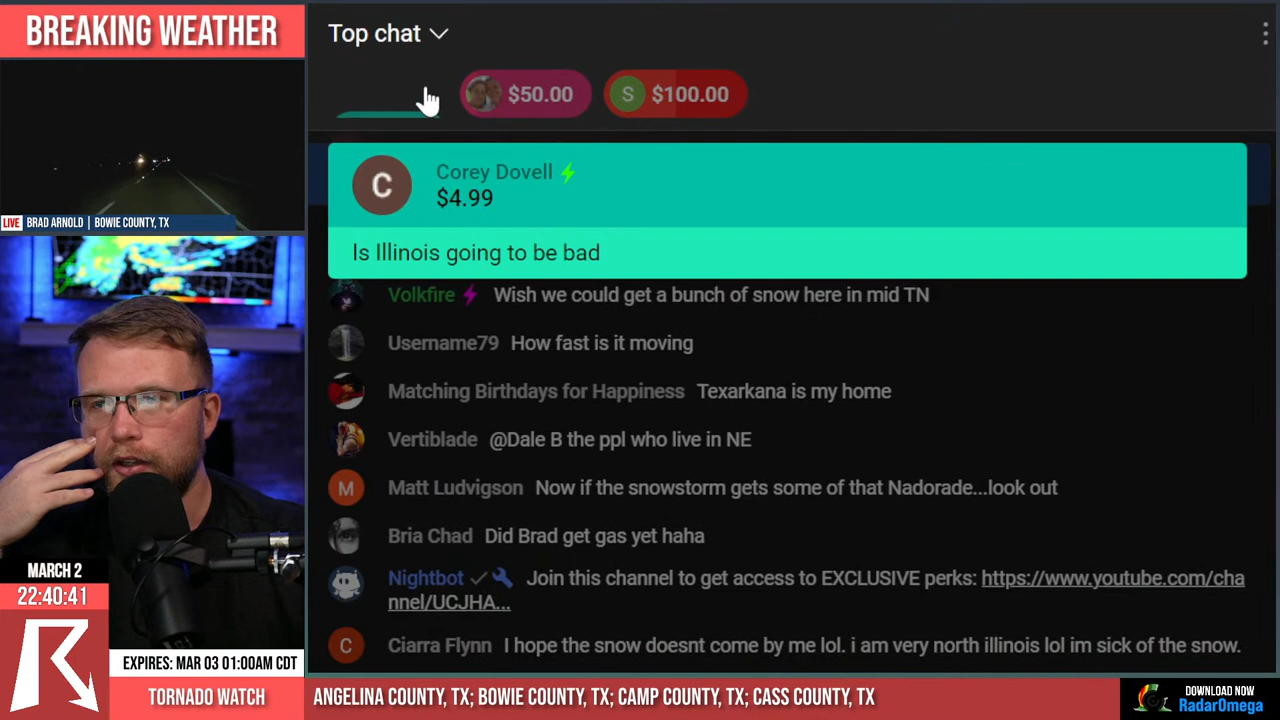 BREAKING WEATHER
Top chat
$50.00
S $100.00
C Corey Dovell
$4.99
Is Illinois going to be bad
Volkfire Wish we could get a bunch of snow here in mid TN
Username79 How fast is it moving
Matching Birthdays for Happiness Texarkana is my home
Vertiblade @Dale B the ppl who live in NE
M Matt Ludvigson Now if the snowstorm gets some of that Nadorade...look out
Bria Chad Did Brad get gas yet haha
Nightbot Join this channel to get access to EXCLUSIVE perks: https://www.youtube.com/cha
nnel/UCJHA...
C Ciarra Flynn I hope the snow doesnt come by me lol. i am very north illinois lol im sick of the snow.
LIVE BRAD ARNOLD | BOWIE COUNTY, TX
MARCH 2
22:40:41
EXPIRES: MAR 03 01:00AM CDT
TORNADO WATCH
ANGELINA COUNTY, TX; BOWIE COUNTY, TX; CAMP COUNTY, TX; CASS COUNTY, TX
DOWNLOAD NOW
RadarOmega